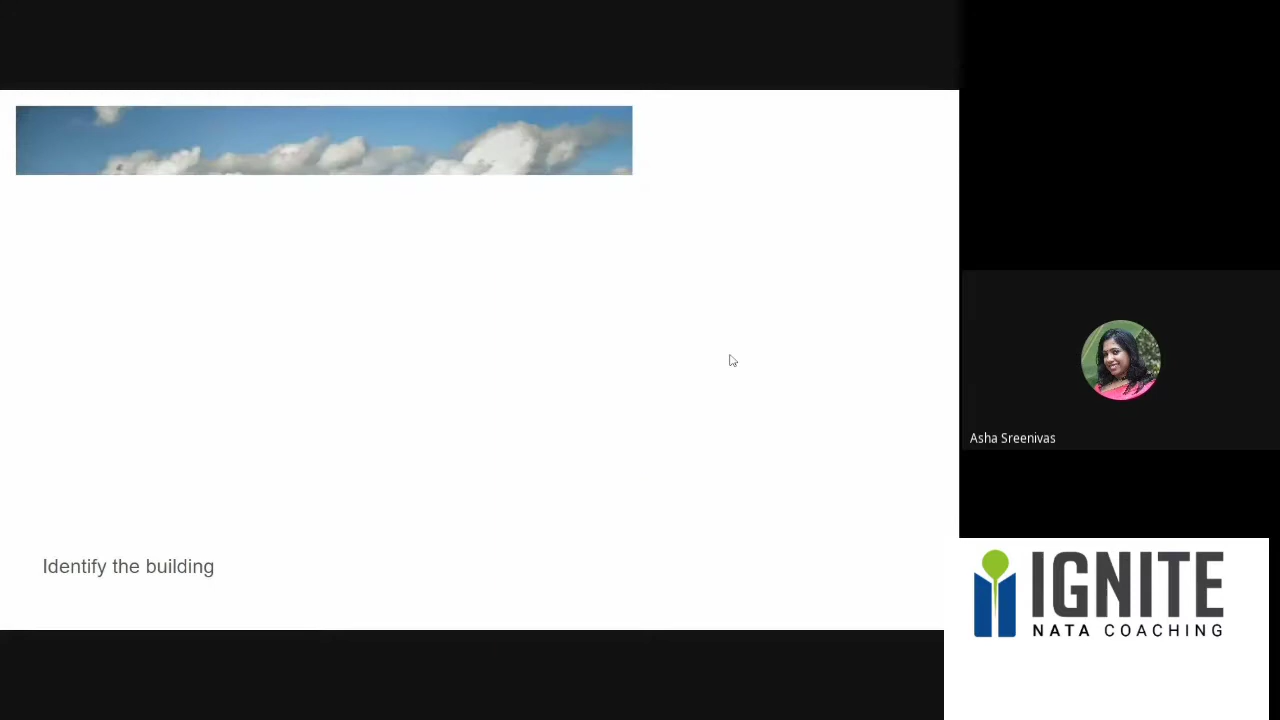 Identify the building
Asha Sreenivas
IGNITE
NATA COACHING